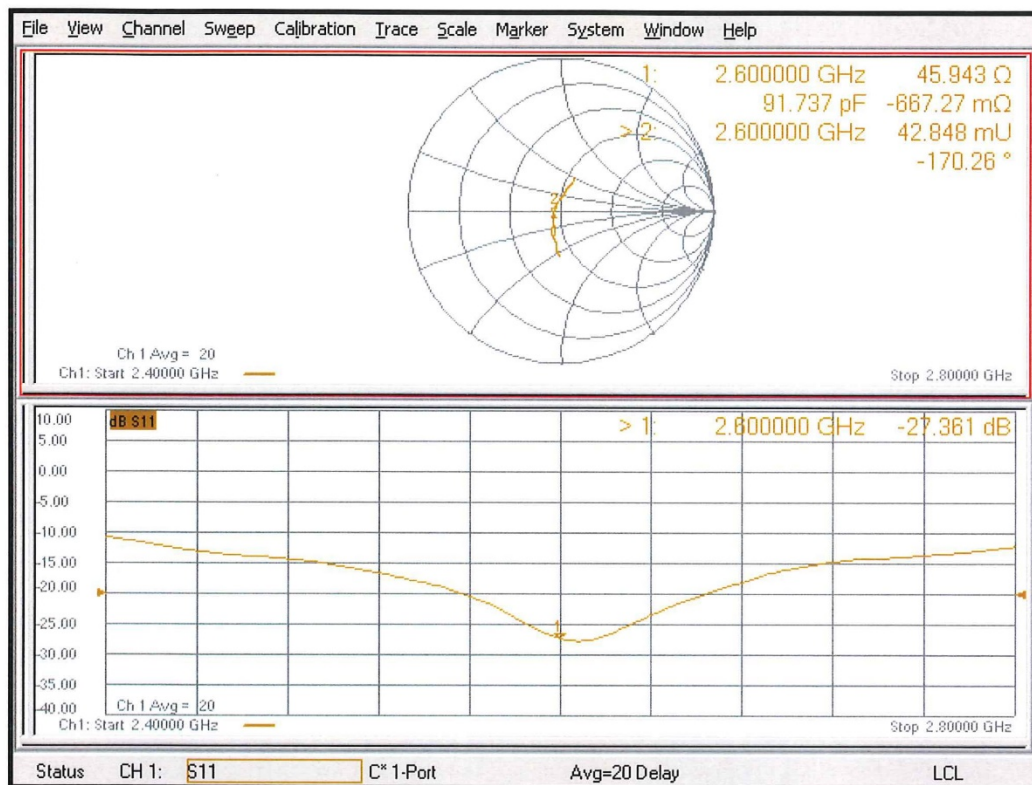 File View Channel Sweep Calibration Trace Scale Marker System Window Help
1: 2.600000 GHz 45.943 Ω
91.737 pF -667.27 mΩ
> 2: 2.600000 GHz 42.848 mU
-170.26 °
2
1
Ch 1 Avg = 20
Ch1: Start 2.40000 GHz
Stop 2.80000 GHz
10.00
dB S11
> 1: 2.600000 GHz -27.361 dB
5.00
0.00
-5.00
-10.00
-15.00
-20.00
-25.00
1
-30.00
-35.00
-40.00
Ch 1 Avg = 20
Ch1: Start 2.40000 GHz
Stop 2.80000 GHz
Status CH 1: S11 C* 1-Port Avg=20 Delay LCL